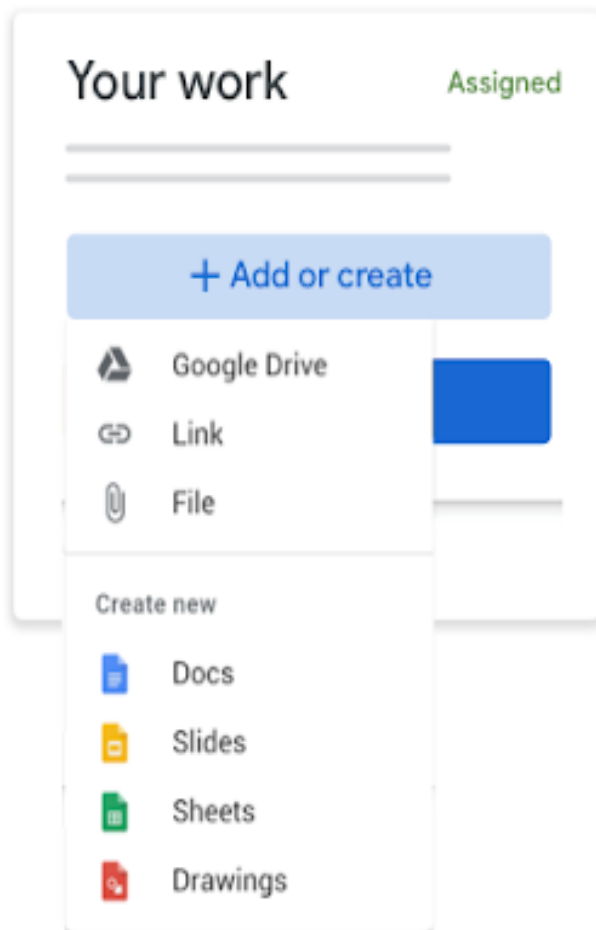 Your work
Assigned
+ Add or create
Google Drive
Link
File
Create new
Docs
Slides
Sheets
Drawings